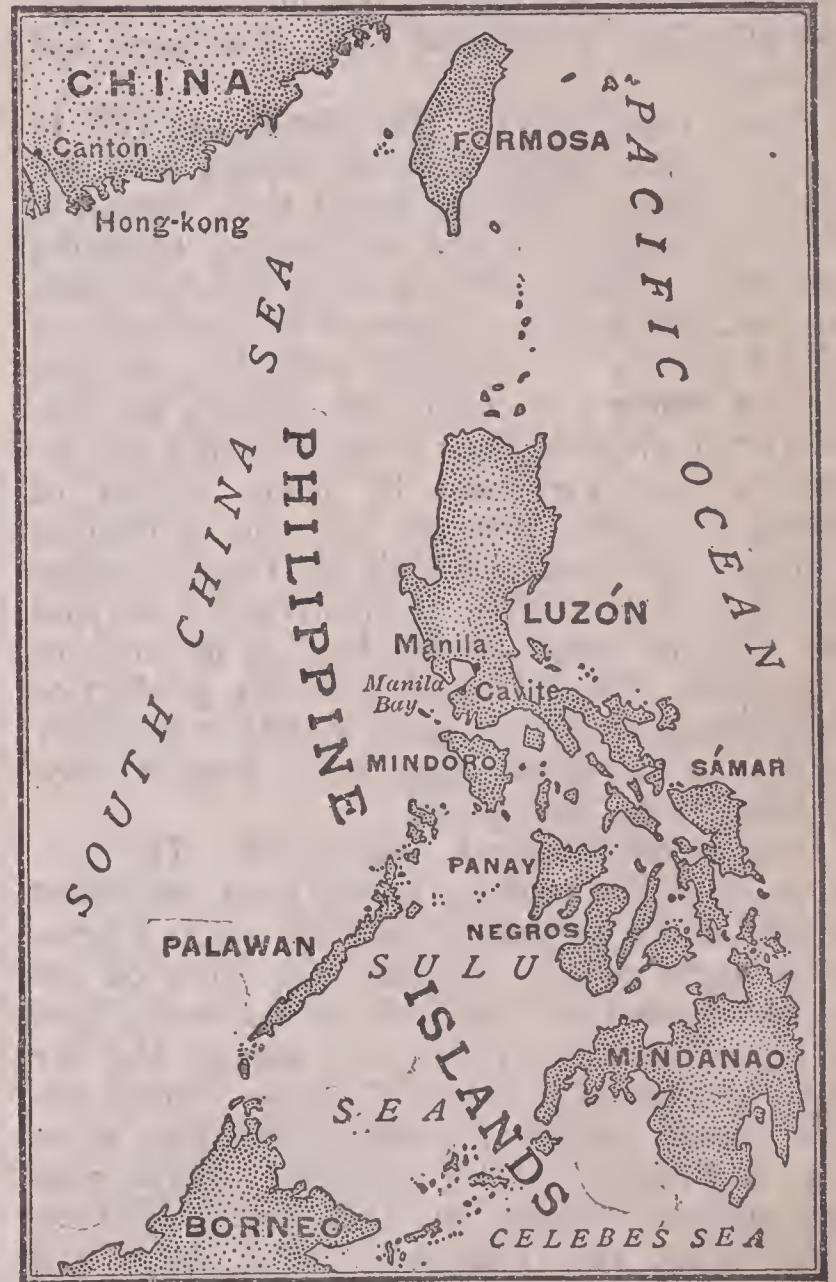 CHINA
Canton
Hong-kong
FORMOSA
PACIFIC OCEAN
SOUTH CHINA SEA
PHILIPPINE
LUZÓN
Manila
Manila
Bay
Cavite
MINDORO
SÁMAR
PANAY
NEGROS
PALAWAN
SULU
ISLANDS
MINDANAO
SEA
BORNEO
CELEBES SEA